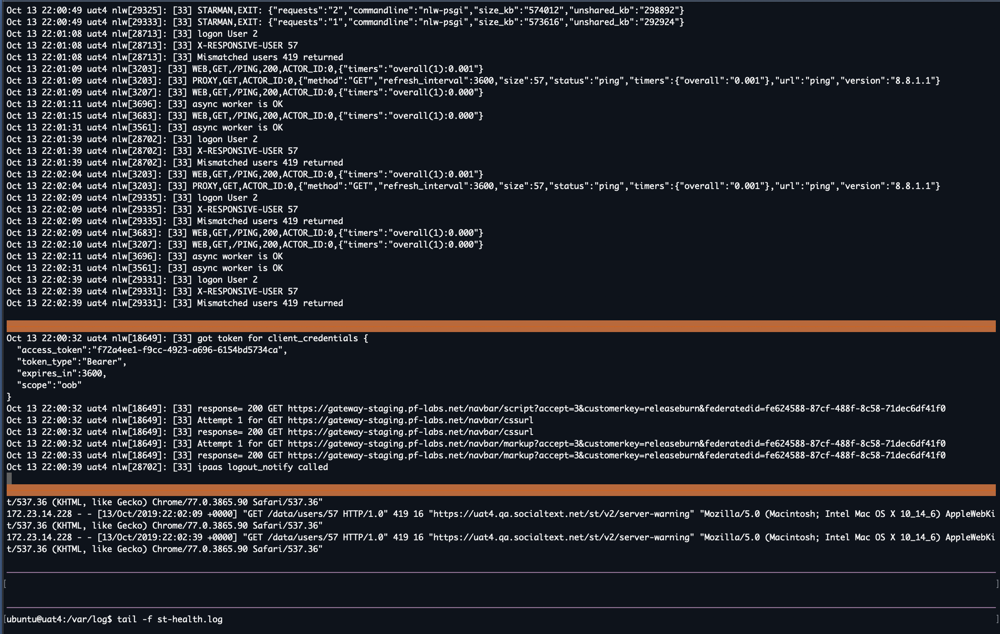 Oct 13 22:00:49 uat4 nlw[29325]: [33] STARMAN,EXIT: {"requests":"2","commandline":"nlw-psgi","size_kb":"574012","unshared_kb":"298892"}
Oct 13 22:00:49 uat4 nlw[29333]: [33] STARMAN,EXIT: {"requests":"1","commandline":"nlw-psgi","size_kb":"573616","unshared_kb":"292924"}
Oct 13 22:01:08 uat4 nlw[28713]: [33] logon User 2
Oct 13 22:01:08 uat4 nlw[28713]: [33] X-RESPONSIVE-USER 57
Oct 13 22:01:08 uat4 nlw[28713]: [33] Mismatched users 419 returned
Oct 13 22:01:09 uat4 nlw[3203]: [33] WEB,GET,/PING,200,ACTOR_ID:0,{"timers":"overall(1):0.001"}
Oct 13 22:01:09 uat4 nlw[3203]: [33] PROXY,GET,ACTOR_ID:0,{"method":"GET","refresh_interval":3600,"size":57,"status":"ping","timers":{"overall":"0.001"},"url":"ping","version":"8.8.1.1"}
Oct 13 22:01:09 uat4 nlw[3207]: [33] WEB,GET,/PING,200,ACTOR_ID:0,{"timers":"overall(1):0.000"}
Oct 13 22:01:11 uat4 nlw[3696]: [33] async worker is OK
Oct 13 22:01:15 uat4 nlw[3683]: [33] WEB,GET,/PING,200,ACTOR_ID:0,{"timers":"overall(1):0.000"}
Oct 13 22:01:31 uat4 nlw[3561]: [33] async worker is OK
Oct 13 22:01:39 uat4 nlw[28702]: [33] logon User 2
Oct 13 22:01:39 uat4 nlw[28702]: [33] X-RESPONSIVE-USER 57
Oct 13 22:01:39 uat4 nlw[28702]: [33] Mismatched users 419 returned
Oct 13 22:02:04 uat4 nlw[3203]: [33] WEB,GET,/PING,200,ACTOR_ID:0,{"timers":"overall(1):0.001"}
Oct 13 22:02:04 uat4 nlw[3203]: [33] PROXY,GET,ACTOR_ID:0,{"method":"GET","refresh_interval":3600,"size":57,"status":"ping","timers":{"overall":"0.001"},"url":"ping","version":"8.8.1.1"}
Oct 13 22:02:09 uat4 nlw[29335]: [33] logon User 2
Oct 13 22:02:09 uat4 nlw[29335]: [33] X-RESPONSIVE-USER 57
Oct 13 22:02:09 uat4 nlw[29335]: [33] Mismatched users 419 returned
Oct 13 22:02:09 uat4 nlw[3683]: [33] WEB,GET,/PING,200,ACTOR_ID:0,{"timers":"overall(1):0.000"}
Oct 13 22:02:10 uat4 nlw[3207]: [33] WEB,GET,/PING,200,ACTOR_ID:0,{"timers":"overall(1):0.000"}
Oct 13 22:02:11 uat4 nlw[3696]: [33] async worker is OK
Oct 13 22:02:31 uat4 nlw[3561]: [33] async worker is OK
Oct 13 22:02:39 uat4 nlw[29331]: [33] logon User 2
Oct 13 22:02:39 uat4 nlw[29331]: [33] X-RESPONSIVE-USER 57
Oct 13 22:02:39 uat4 nlw[29331]: [33] Mismatched users 419 returned
Oct 13 22:00:32 uat4 nlw[18649]: [33] got token for client_credentials {
  "access_token":"f72a4ee1-f9cc-4923-a696-6154bd5734ca",
  "token_type":"Bearer",
  "expires_in":3600,
  "scope":"oob"
}
Oct 13 22:00:32 uat4 nlw[18649]: [33] response= 200 GET https://gateway-staging.pf-labs.net/navbar/script?accept=3&customerkey=releaseburn&federatedid=fe624588-87cf-488f-8c58-71dec6df41f0
Oct 13 22:00:32 uat4 nlw[18649]: [33] Attempt 1 for GET https://gateway-staging.pf-labs.net/navbar/cssurl
Oct 13 22:00:32 uat4 nlw[18649]: [33] response= 200 GET https://gateway-staging.pf-labs.net/navbar/cssurl
Oct 13 22:00:32 uat4 nlw[18649]: [33] Attempt 1 for GET https://gateway-staging.pf-labs.net/navbar/markup?accept=3&customerkey=releaseburn&federatedid=fe624588-87cf-488f-8c58-71dec6df41f0
Oct 13 22:00:33 uat4 nlw[18649]: [33] response= 200 GET https://gateway-staging.pf-labs.net/navbar/markup?accept=3&customerkey=releaseburn&federatedid=fe624588-87cf-488f-8c58-71dec6df41f0
Oct 13 22:00:39 uat4 nlw[28702]: [33] ipaas logout_notify called
t/537.36 (KHTML, like Gecko) Chrome/77.0.3865.90 Safari/537.36"
172.23.14.228 - - [13/Oct/2019:22:02:09 +0000] "GET /data/users/57 HTTP/1.0" 419 16 "https://uat4.qa.socialtext.net/st/v2/server-warning" "Mozilla/5.0 (Macintosh; Intel Mac OS X 10_14_6) AppleWebKi
t/537.36 (KHTML, like Gecko) Chrome/77.0.3865.90 Safari/537.36"
172.23.14.228 - - [13/Oct/2019:22:02:39 +0000] "GET /data/users/57 HTTP/1.0" 419 16 "https://uat4.qa.socialtext.net/st/v2/server-warning" "Mozilla/5.0 (Macintosh; Intel Mac OS X 10_14_6) AppleWebKi
t/537.36 (KHTML, like Gecko) Chrome/77.0.3865.90 Safari/537.36"
ubuntu@uat4:/var/log$ tail -f st-health.log